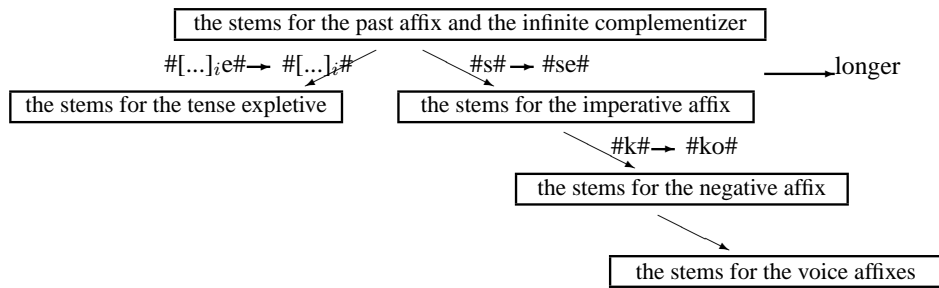 the stems for the past affix and the infinite complementizer
#[...]ᵢe# → #[...]ᵢ# #s# → #se# → longer
the stems for the tense expletive the stems for the imperative affix
#k# → #ko#
the stems for the negative affix
the stems for the voice affixes